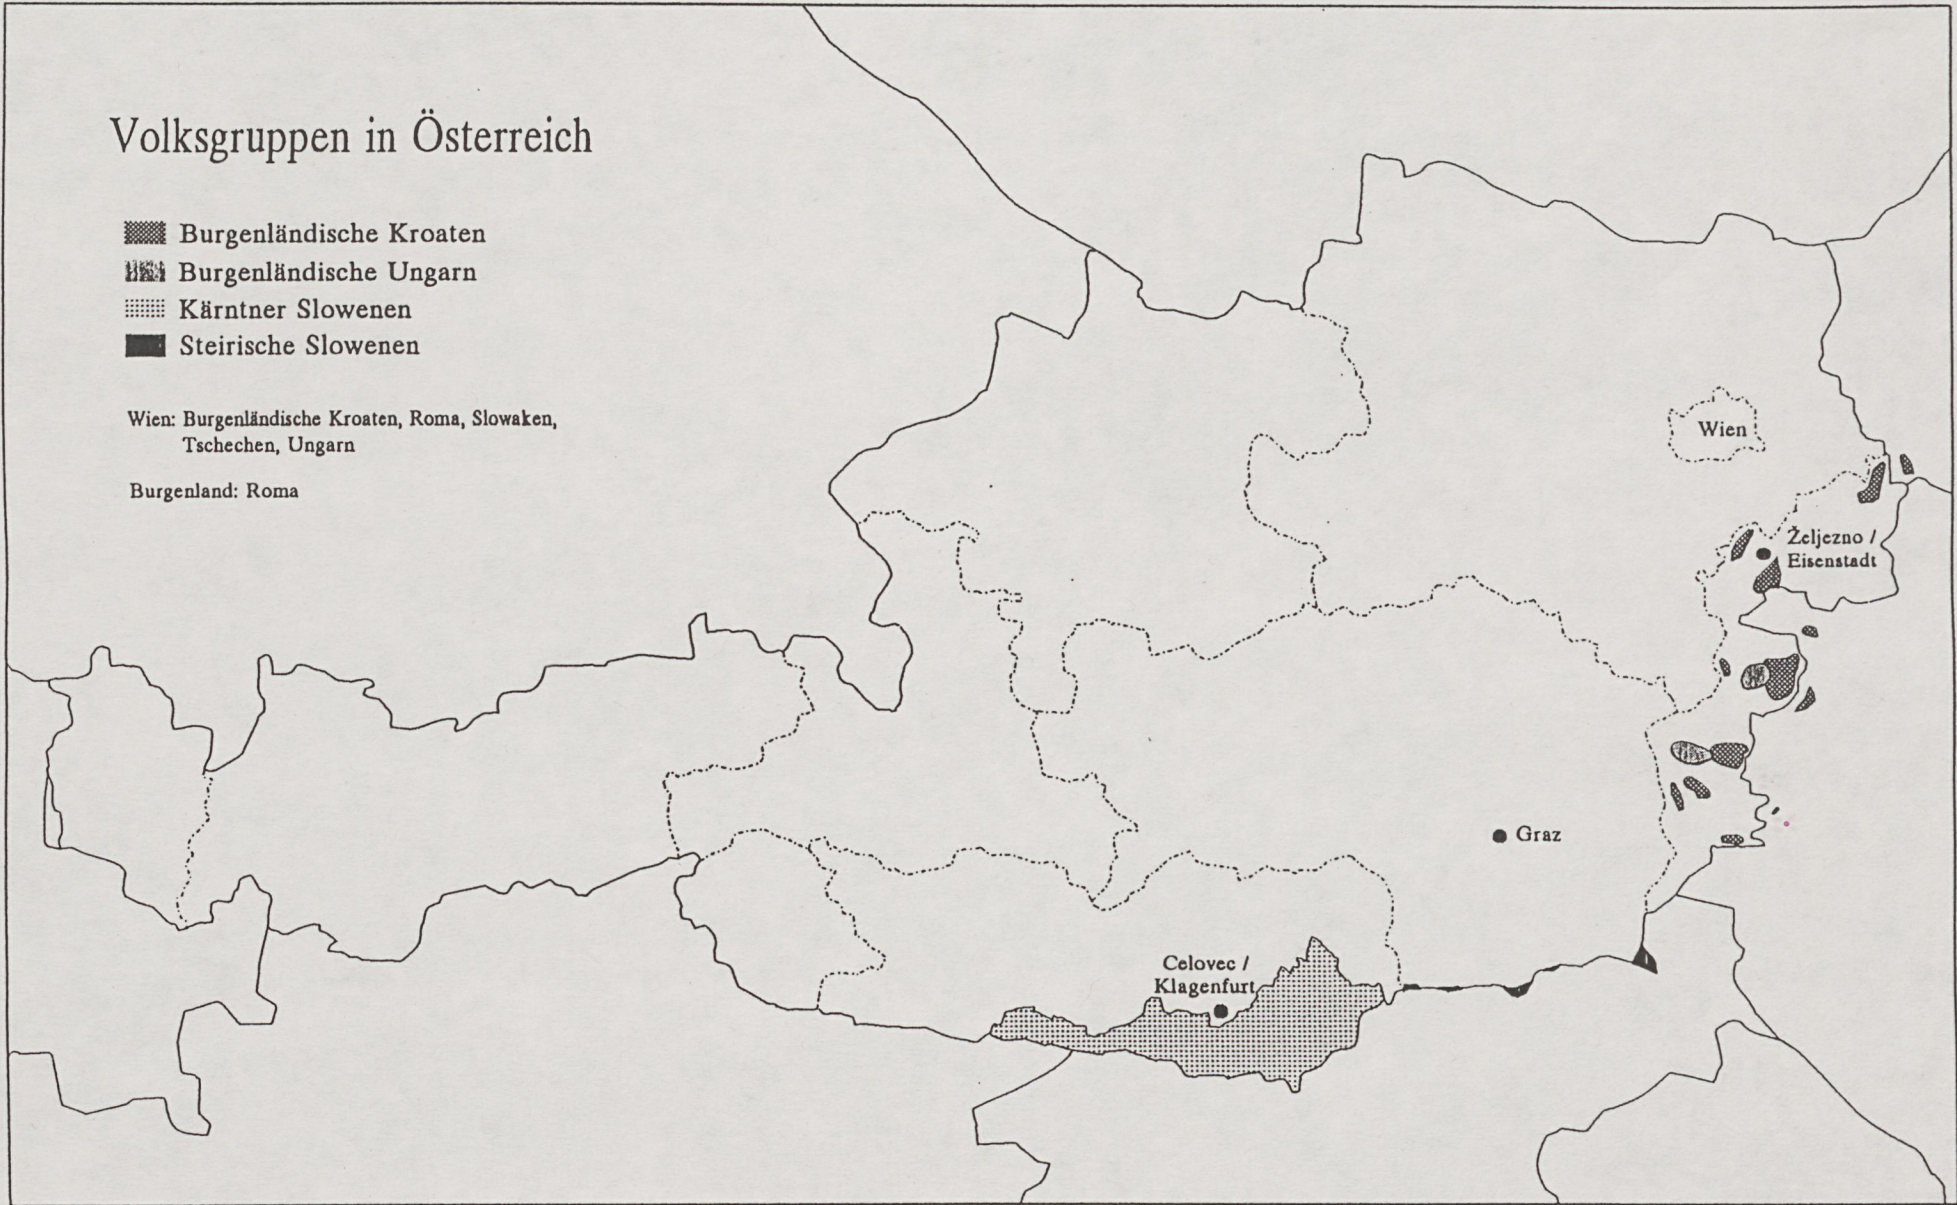 Volksgruppen in Österreich
Burgenländische Kroaten
Burgenländische Ungarn
Kärntner Slowenen
Steirische Slowenen
Wien: Burgenländische Kroaten, Roma, Slowaken,
Tschechen, Ungarn
Burgenland: Roma
Wien
Željezno /
Eisenstadt
Graz
Celovec /
Klagenfurt